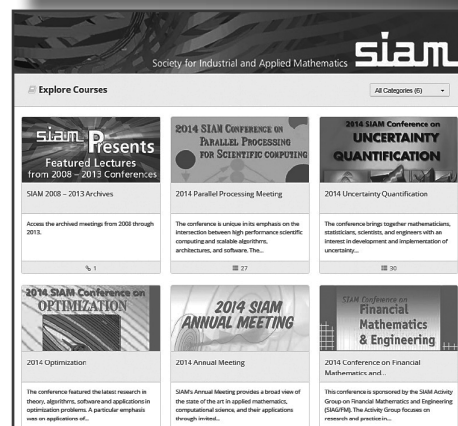 Society for Industrial and Applied Mathematics siam
Explore Courses
All Categories (6)
siam Presents
Featured Lectures
from 2008 – 2013 Conferences
SIAM 2008 – 2013 Archives
Access the archived meetings from 2008 through
2013.
1
2014 SIAM CONFERENCE ON
PARALLEL PROCESSING
FOR SCIENTIFIC COMPUTING
2014 Parallel Processing Meeting
The conference is unique in its emphasis on the
intersection between high performance scientific
computing and scalable algorithms,
architectures, and software. The...
27
2014 SIAM Conference on
UNCERTAINTY
QUANTIFICATION
2014 Uncertainty Quantification
The conference brings together mathematicians,
statisticians, scientists, and engineers with an
interest in development and implementation of
uncertainty...
30
2014 SIAM Conference on
OPTIMIZATION
2014 Optimization
The conference featured the latest research in
theory, algorithms, software and applications in
optimization problems. A particular emphasis
was on applications of...
2014 SIAM
ANNUAL MEETING
2014 Annual Meeting
SIAM's Annual Meeting provides a broad view of
the state of the art in applied mathematics,
computational science, and their applications
through invited...
SIAM Conference on
Financial
Mathematics
& Engineering
2014 Conference on Financial
Mathematics and...
This conference is sponsored by the SIAM Activity
Group on Financial Mathematics and Engineering
(SIAG/FM). The Activity Group focuses on
research and practice in...